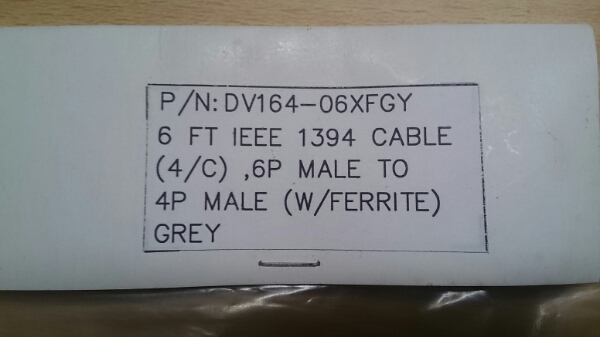 P/N: DV164-06XFGY
6 FT IEEE 1394 CABLE
(4/C) ,6P MALE TO
4P MALE (W/FERRITE)
GREY